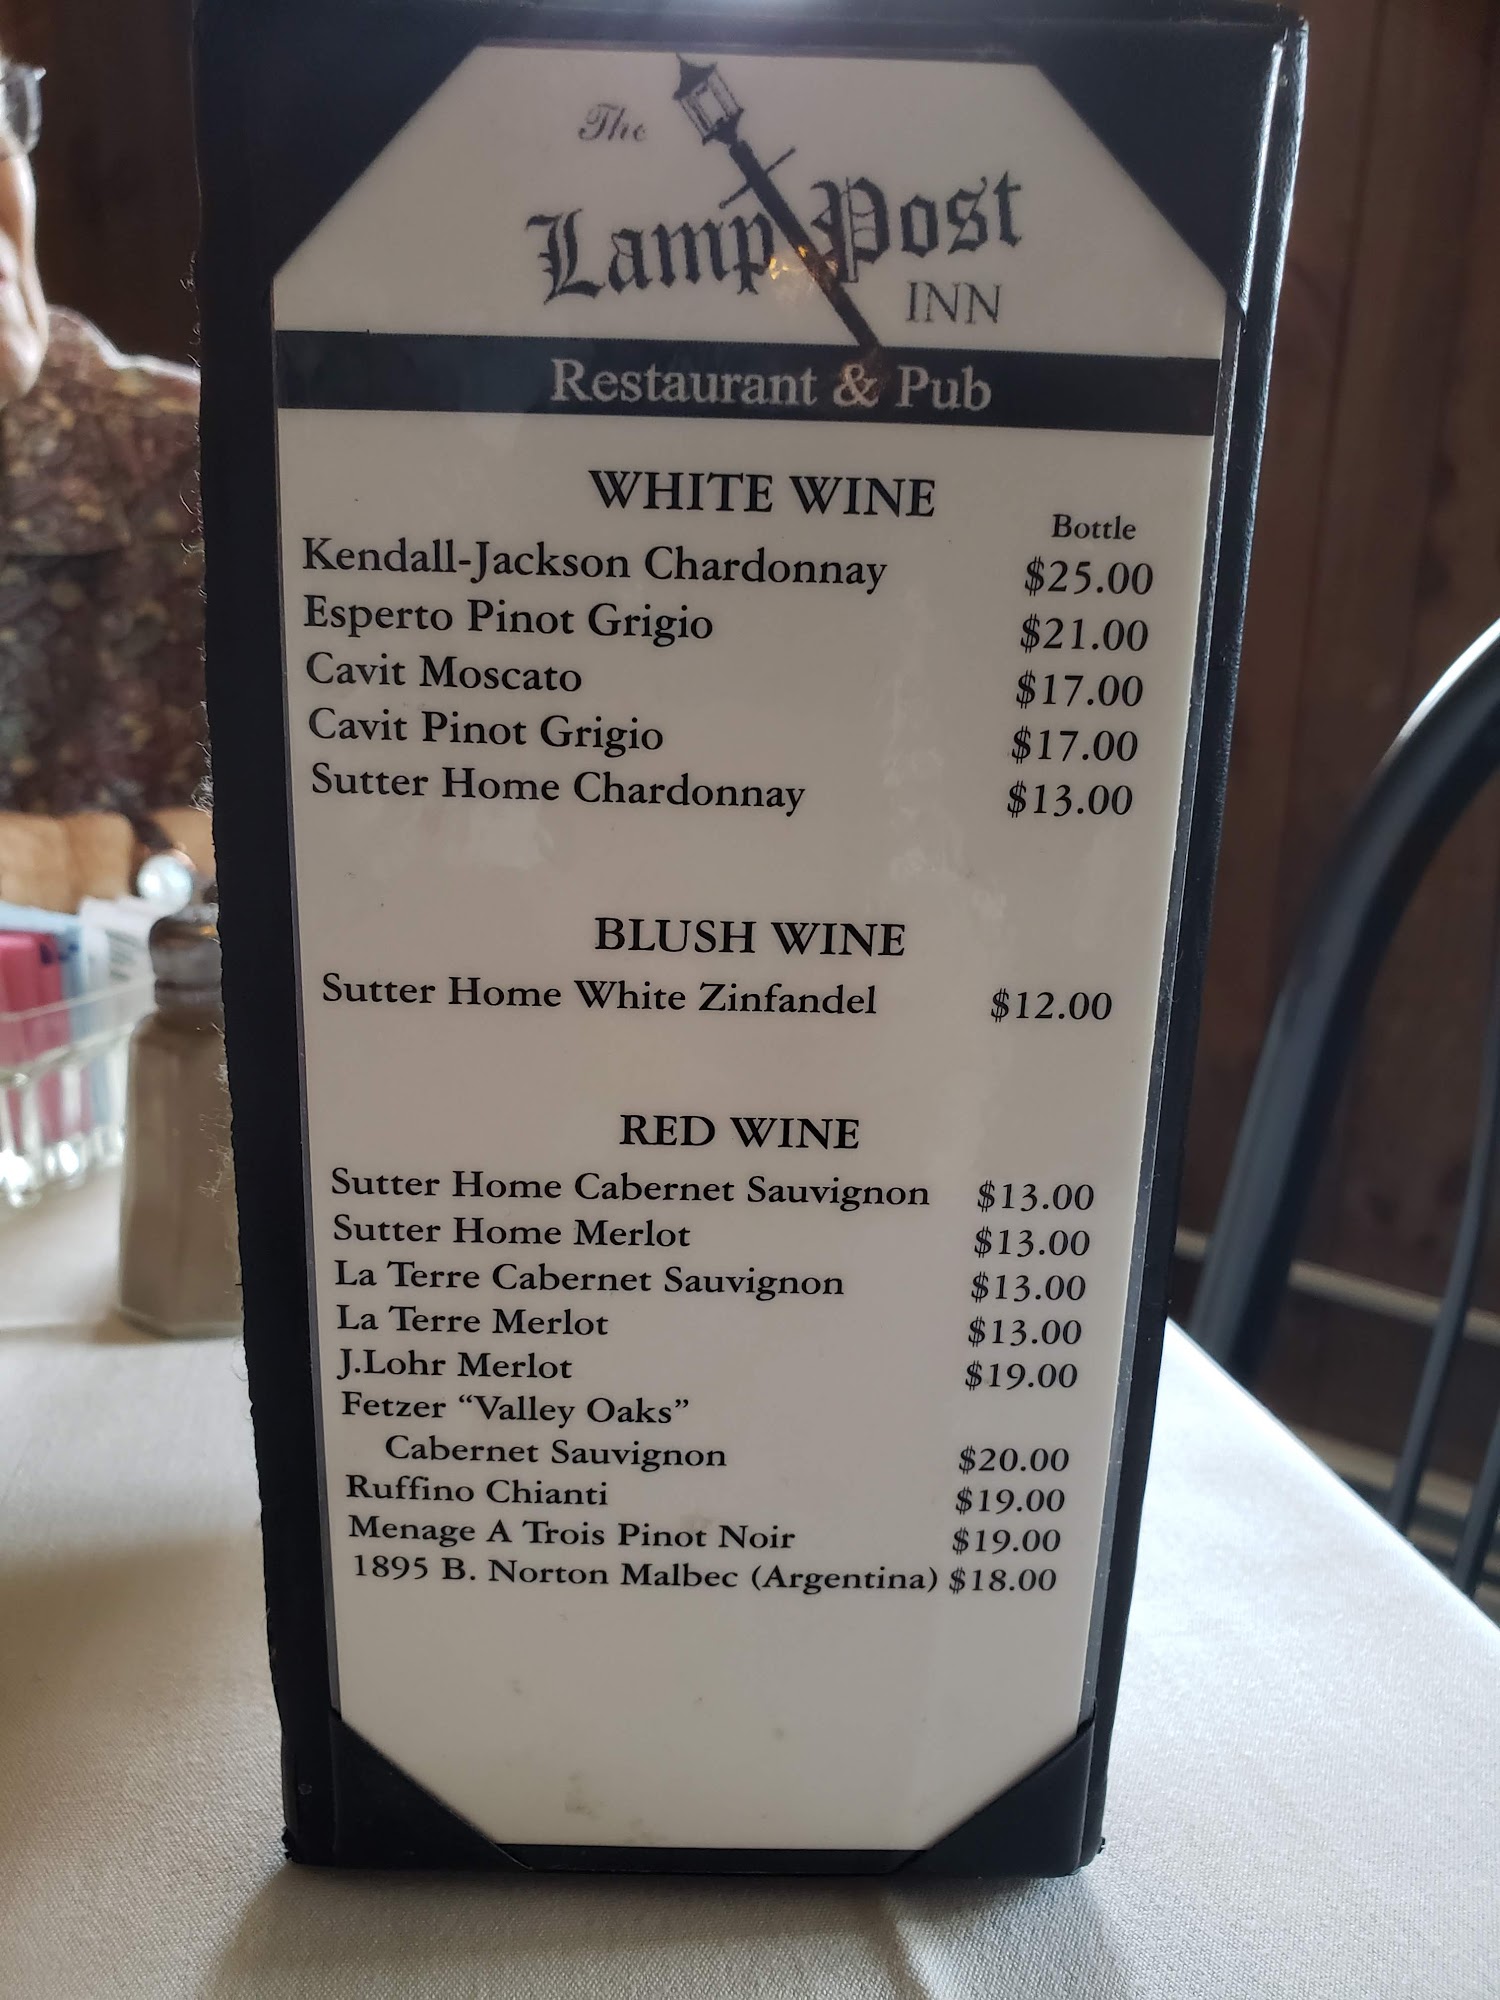 The
Lamp Post
INN
Restaurant & Pub
WHITE WINE
Bottle
Kendall-Jackson Chardonnay $25.00
Esperto Pinot Grigio $21.00
Cavit Moscato $17.00
Cavit Pinot Grigio $17.00
Sutter Home Chardonnay $13.00
BLUSH WINE
Sutter Home White Zinfandel $12.00
RED WINE
Sutter Home Cabernet Sauvignon $13.00
Sutter Home Merlot $13.00
La Terre Cabernet Sauvignon $13.00
La Terre Merlot $13.00
J.Lohr Merlot $19.00
Fetzer “Valley Oaks”
Cabernet Sauvignon $20.00
Ruffino Chianti $19.00
Menage A Trois Pinot Noir $19.00
1895 B. Norton Malbec (Argentina) $18.00